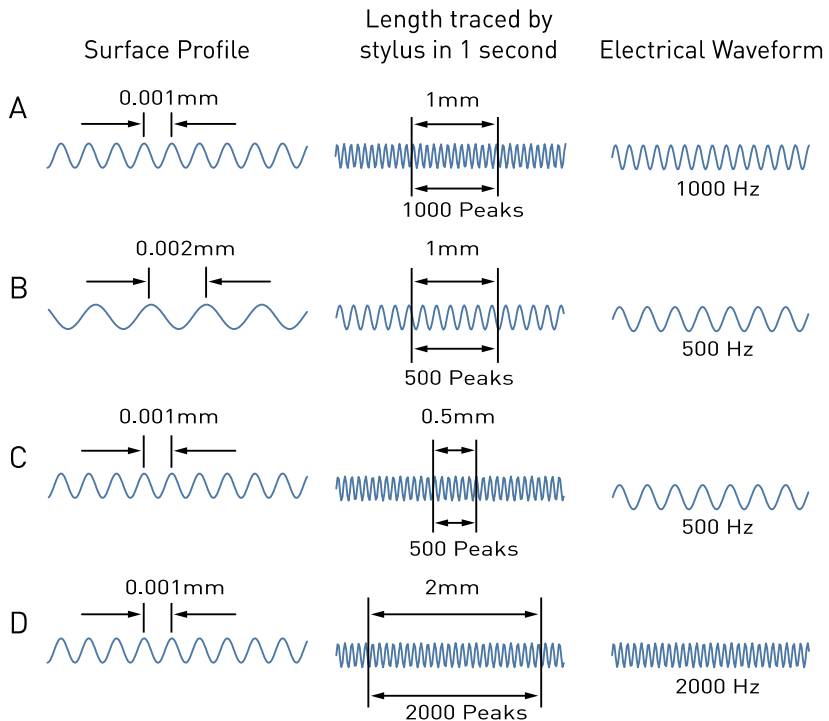 Surface Profile
Length traced by
stylus in 1 second
Electrical Waveform
A
0.001mm
1mm
1000 Peaks
1000 Hz
B
0.002mm
1mm
500 Peaks
500 Hz
C
0.001mm
0.5mm
500 Peaks
500 Hz
D
0.001mm
2mm
2000 Peaks
2000 Hz